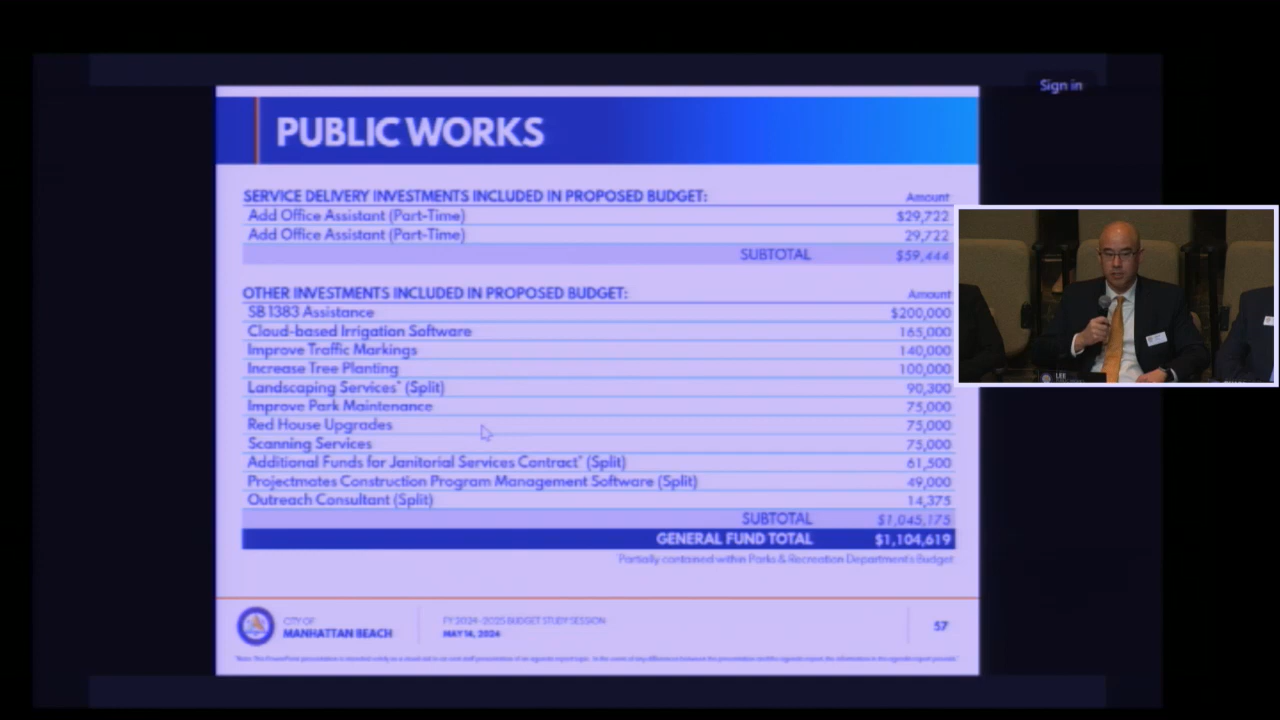 Sign in
PUBLIC WORKS
SERVICE DELIVERY INVESTMENTS INCLUDED IN PROPOSED BUDGET: Amount
Add Office Assistant (Part-Time) $29,722
Add Office Assistant (Part-Time) 29,722
SUBTOTAL $59,444
OTHER INVESTMENTS INCLUDED IN PROPOSED BUDGET: Amount
SB 1383 Assistance $200,000
Cloud-based Irrigation Software 165,000
Improve Traffic Markings 140,000
Increase Tree Planting 100,000
Landscaping Services* (Split) 90,300
Improve Park Maintenance 75,000
Red House Upgrades 75,000
Scanning Services 75,000
Additional Funds for Janitorial Services Contract* (Split) 61,500
Projectmates Construction Program Management Software (Split) 49,000
Outreach Consultant (Split) 14,375
SUBTOTAL $1,045,175
GENERAL FUND TOTAL $1,104,619
*Partially contained within Parks & Recreation Department's Budget
CITY OF
MANHATTAN BEACH
FY 2024-2025 BUDGET STUDY SESSION
MAY 14, 2024
57
LEE